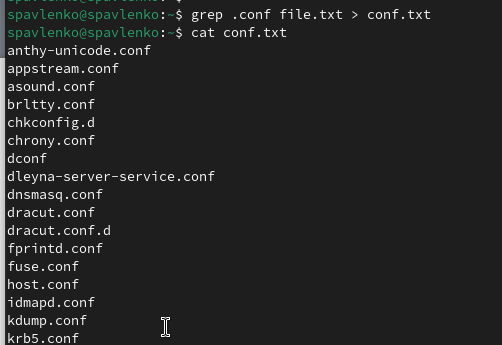 spavlenko@spavlenko:~$ grep .conf file.txt > conf.txt
spavlenko@spavlenko:~$ cat conf.txt
anthy-unicode.conf
appstream.conf
asound.conf
brltty.conf
chkconfig.d
chrony.conf
dconf
dleyna-server-service.conf
dnsmasq.conf
dracut.conf
dracut.conf.d
fprintd.conf
fuse.conf
host.conf
idmapd.conf
kdump.conf
krb5.conf